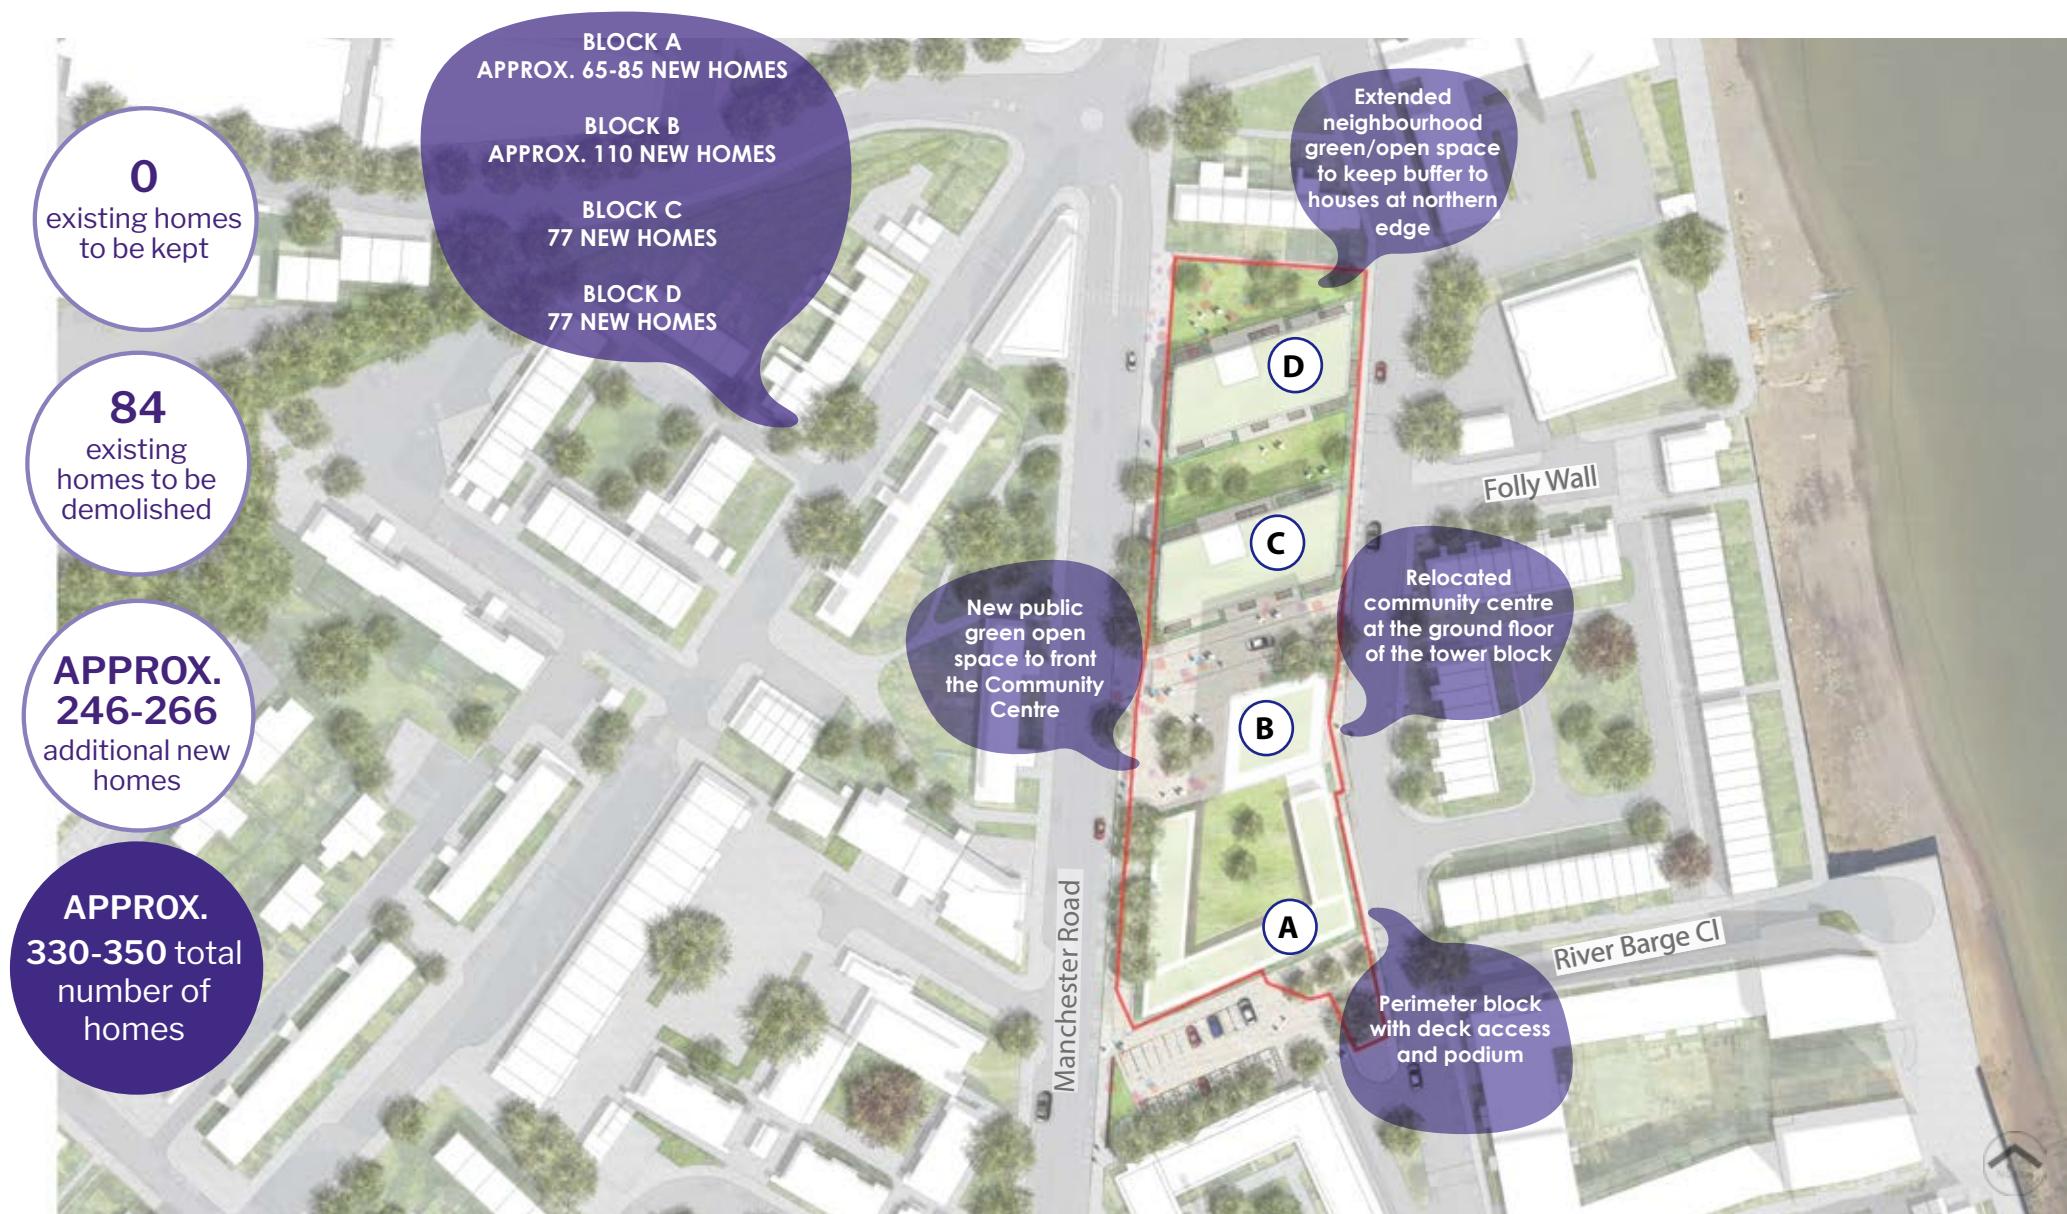 BLOCK A
APPROX. 65-85 NEW HOMES
BLOCK B
APPROX. 110 NEW HOMES
BLOCK C
77 NEW HOMES
BLOCK D
77 NEW HOMES
0
existing homes
to be kept
84
existing
homes to be
demolished
APPROX.
246-266
additional new
homes
APPROX.
330-350 total
number of
homes
Extended
neighbourhood
green/open space
to keep buffer to
houses at northern
edge
D
C
B
A
Folly Wall
New public
green open
space to front
the Community
Centre
Relocated
community centre
at the ground floor
of the tower block
Manchester Road
River Barge Cl
Perimeter block
with deck access
and podium